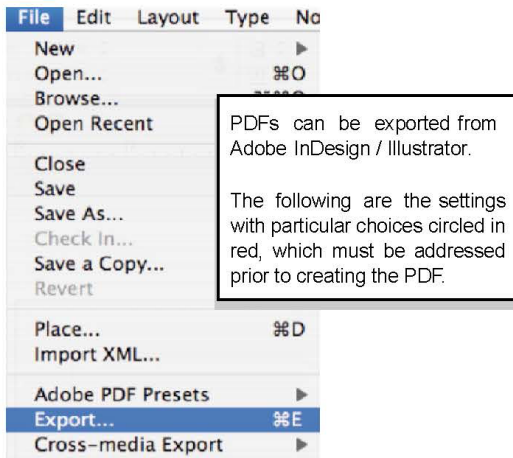 File Edit Layout Type No
New
Open... ⌘O
Browse...
Open Recent
PDFs can be exported from
Adobe InDesign / Illustrator.
The following are the settings
with particular choices circled in
red, which must be addressed
prior to creating the PDF.
Close
Save
Save As...
Check In...
Save a Copy...
Revert
Place... ⌘D
Import XML...
Adobe PDF Presets
Export... ⌘E
Cross-media Export